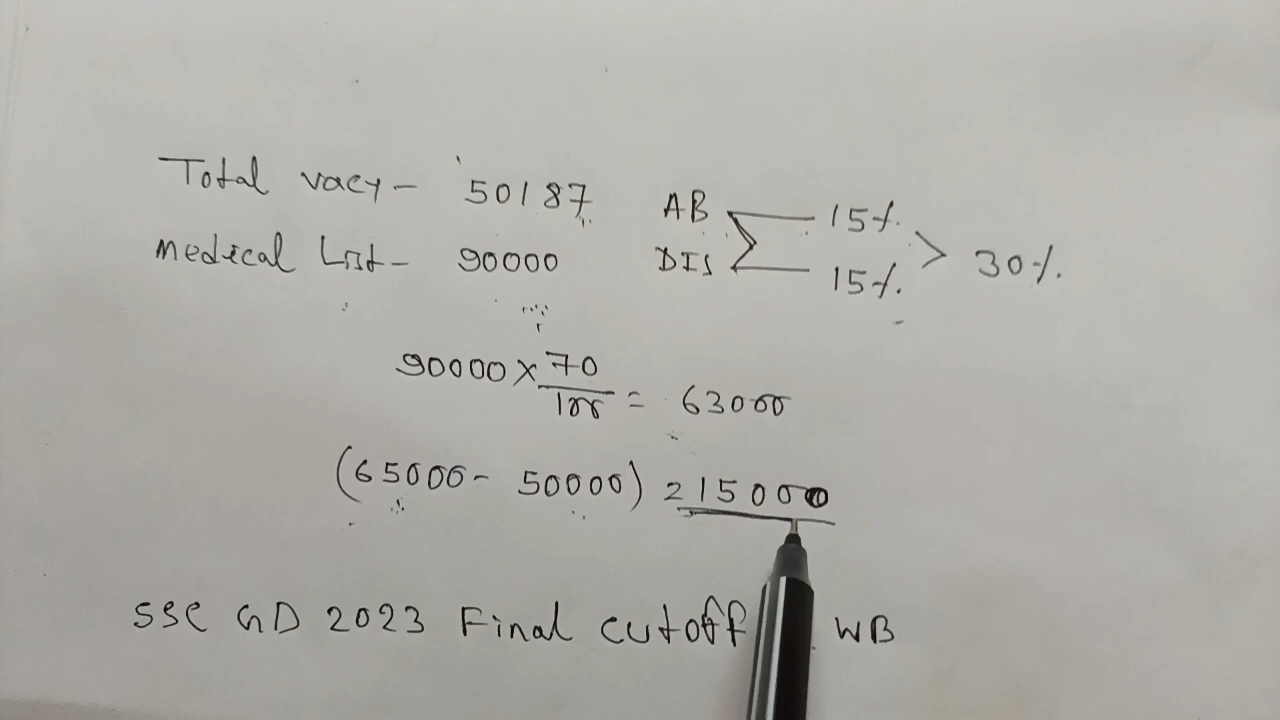 Total vacy - 50187
Medical List - 90000
AB 15%
DIS 15%
> 30%
90000 x 70/100 = 63000
(65000 - 50000) = 15000
SSC GD 2023 Final cutoff WB